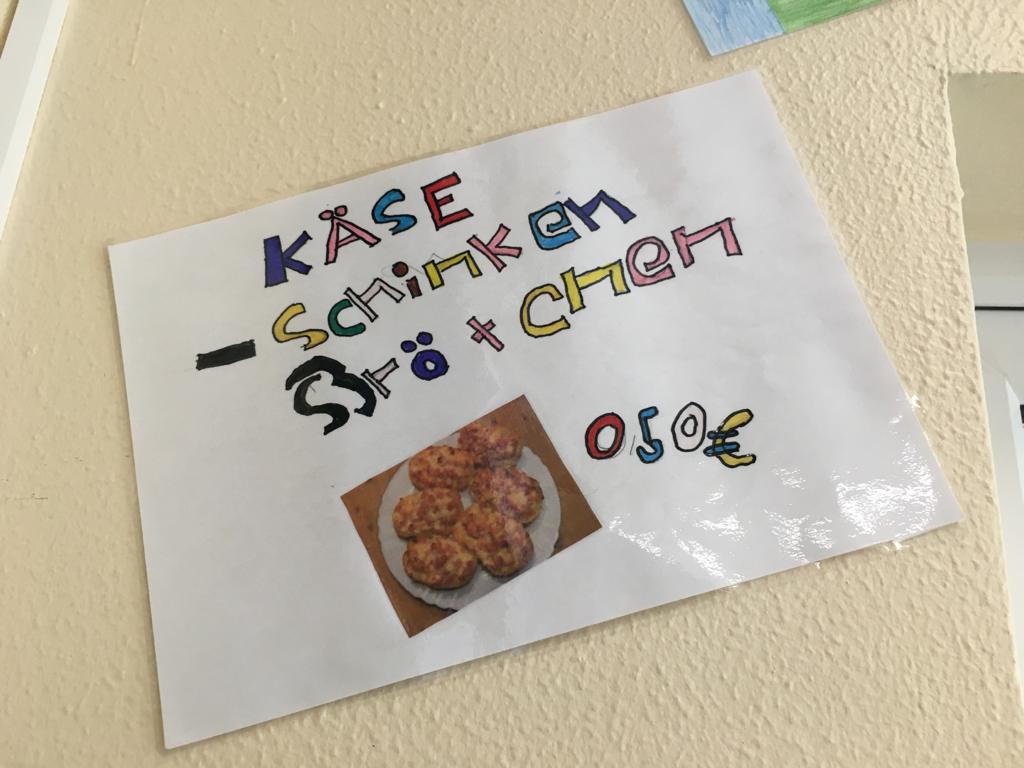 KÄSE
schinken
- Brötchen
0,50€